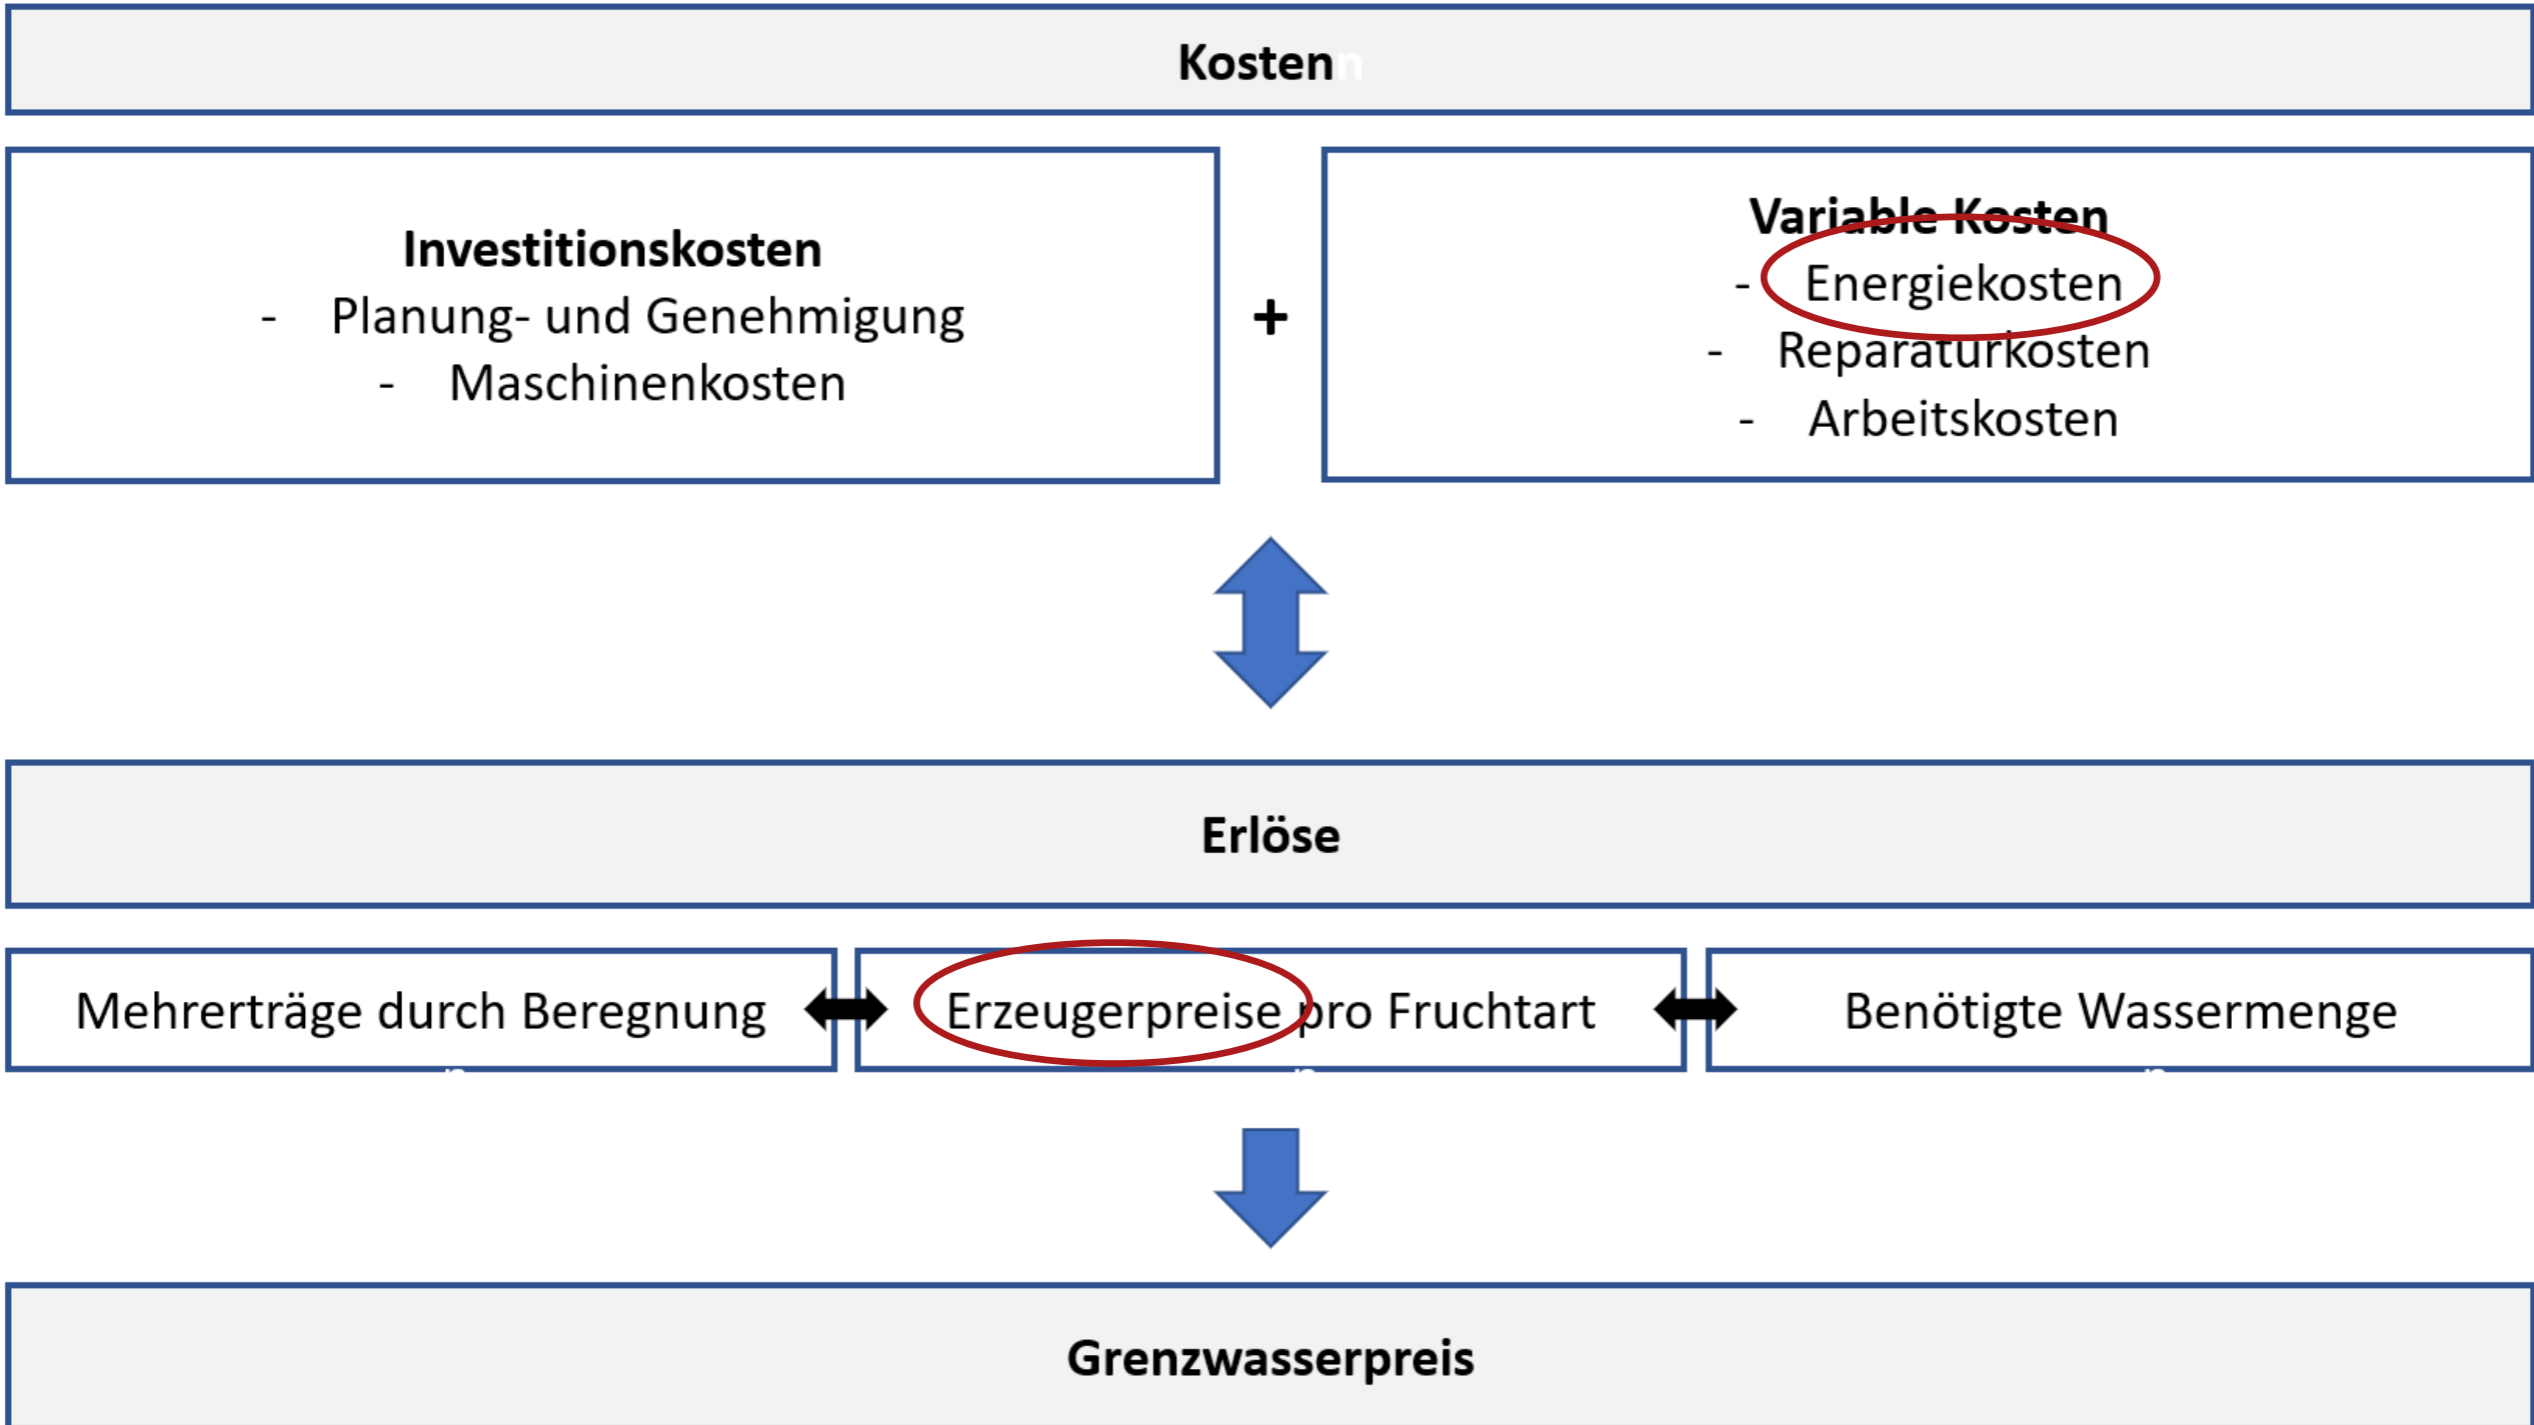 Kosten
Investitionskosten
- Planung- und Genehmigung
- Maschinenkosten
+
Variable Kosten
- Energiekosten
- Reparaturkosten
- Arbeitskosten
Erlöse
Mehrerträge durch Beregnung
Erzeugerpreise pro Fruchtart
Benötigte Wassermenge
Grenzwasserpreis